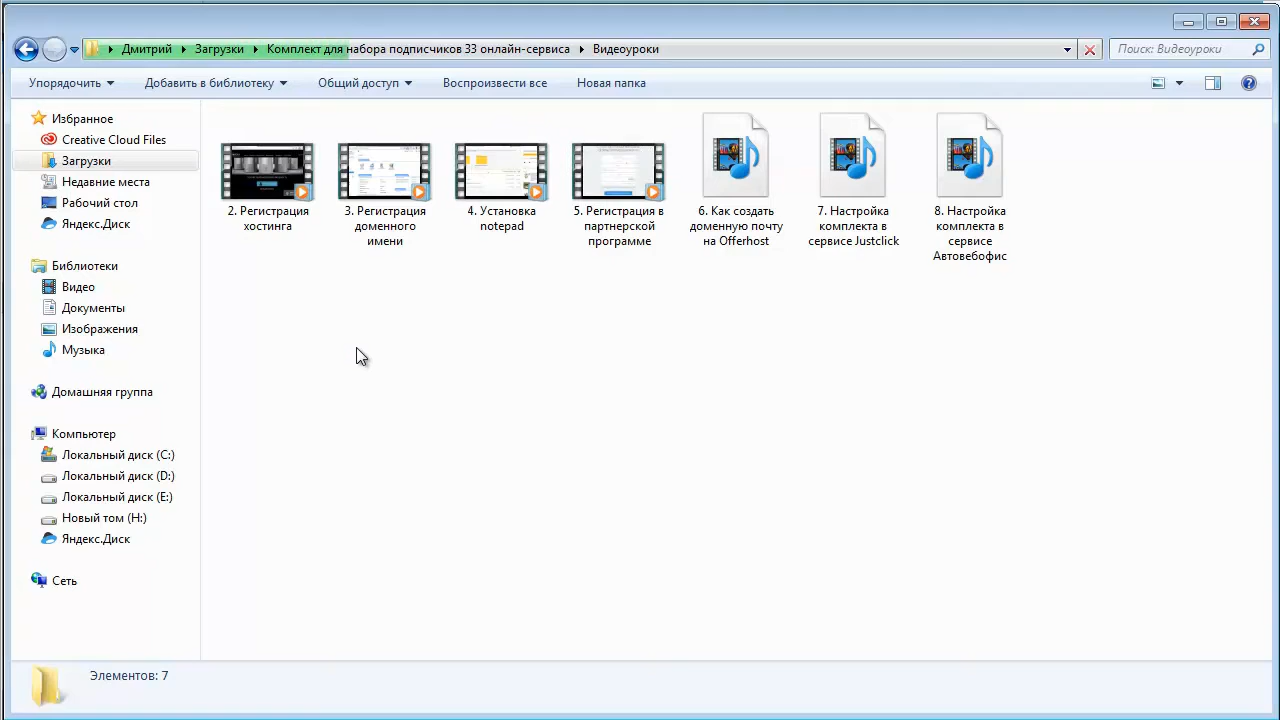 Дмитрий Загрузки Комплект для набора подписчиков 33 онлайн-сервиса Видеоуроки
Поиск: Видеоуроки
Упорядочить Добавить в библиотеку Общий доступ Воспроизвести все Новая папка
Избранное
Creative Cloud Files
Загрузки
Недавние места
Рабочий стол
Яндекс.Диск
Библиотеки
Видео
Документы
Изображения
Музыка
Домашняя группа
Компьютер
Локальный диск (C:)
Локальный диск (D:)
Локальный диск (E:)
Новый том (H:)
Яндекс.Диск
Сеть
2. Регистрация
хостинга
3. Регистрация
доменного
имени
4. Установка
notepad
5. Регистрация в
партнерской
программе
6. Как создать
доменную почту
на Offerhost
7. Настройка
комплекта в
сервисе Justclick
8. Настройка
комплекта в
сервисе
Автовебофис
Элементов: 7